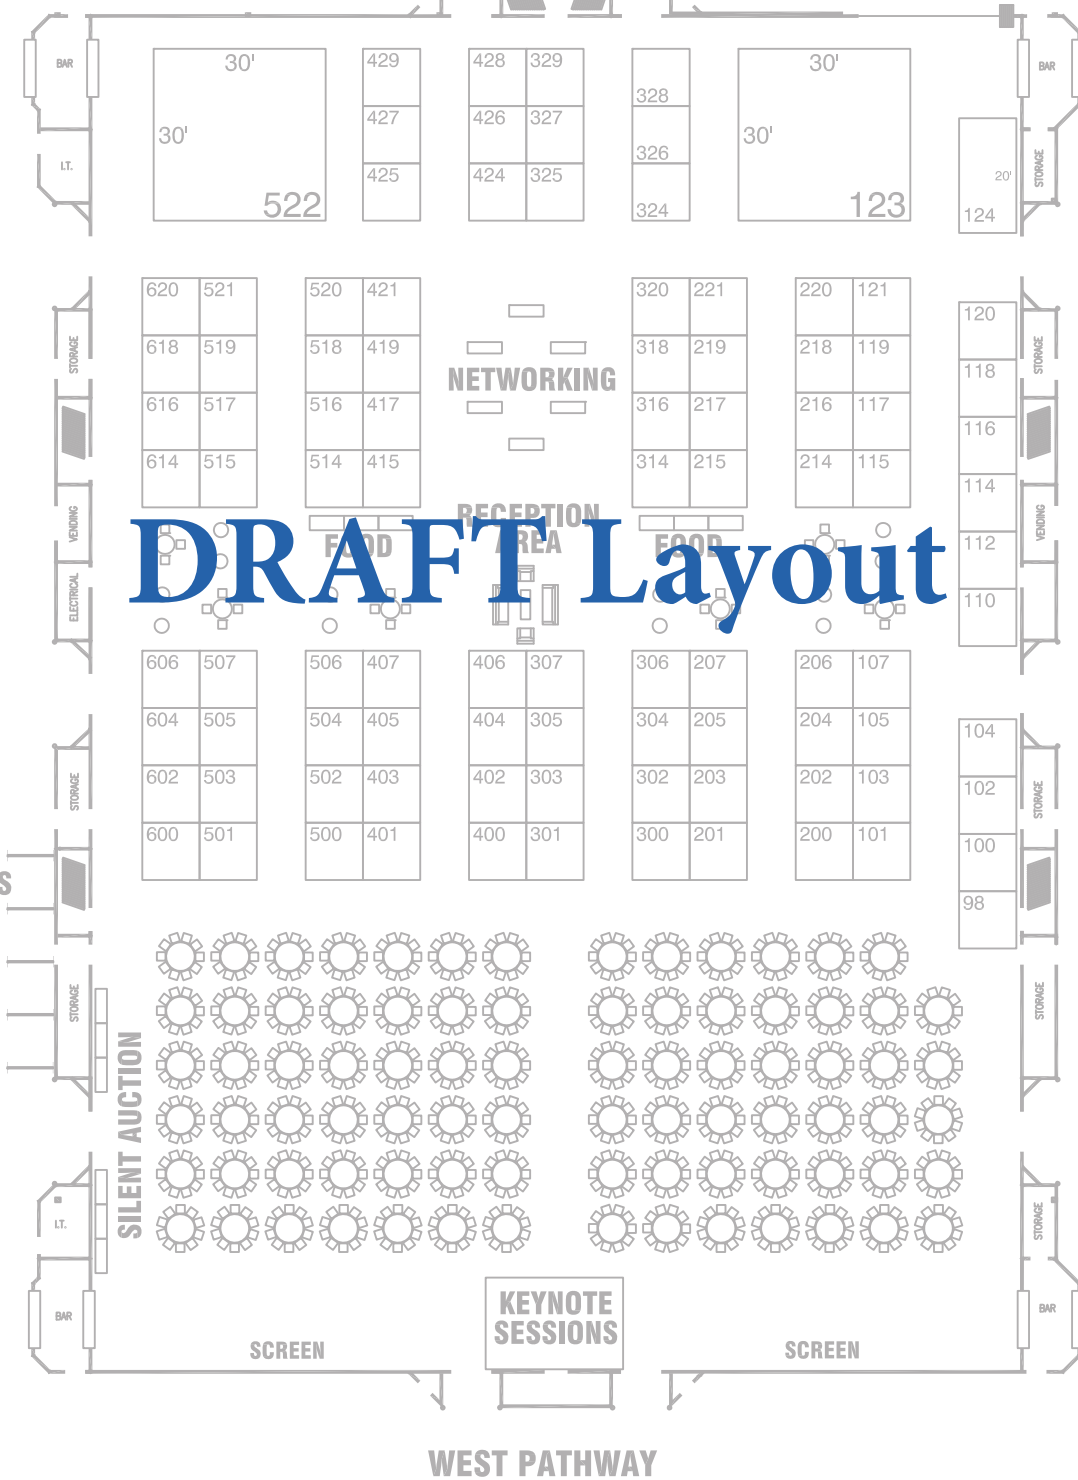 BAR
30'
429
428 329
30'
BAR
328
427
426 327
30'
30'
326
I.T.
425
424 325
STORAGE
20'
522
324
123
124
620 521
520 421
320 221
220 121
120
STORAGE
618 519
518 419
318 219
218 119
STORAGE
118
NETWORKING
616 517
516 417
316 217
216 117
116
614 515
514 415
314 215
214 115
114
RECEPTION
AREA
VENDING
FOOD
FOOD
VENDING
112
DRAFT Layout
ELECTRICAL
110
606 507
506 407
406 307
306 207
206 107
604 505
504 405
404 305
304 205
204 105
104
STORAGE
602 503
502 403
402 303
302 203
202 103
102
STORAGE
600 501
500 401
400 301
300 201
200 101
100
S
98
STORAGE
STORAGE
SILENT AUCTION
I.T.
STORAGE
BAR
KEYNOTE
SESSIONS
BAR
SCREEN
SCREEN
WEST PATHWAY